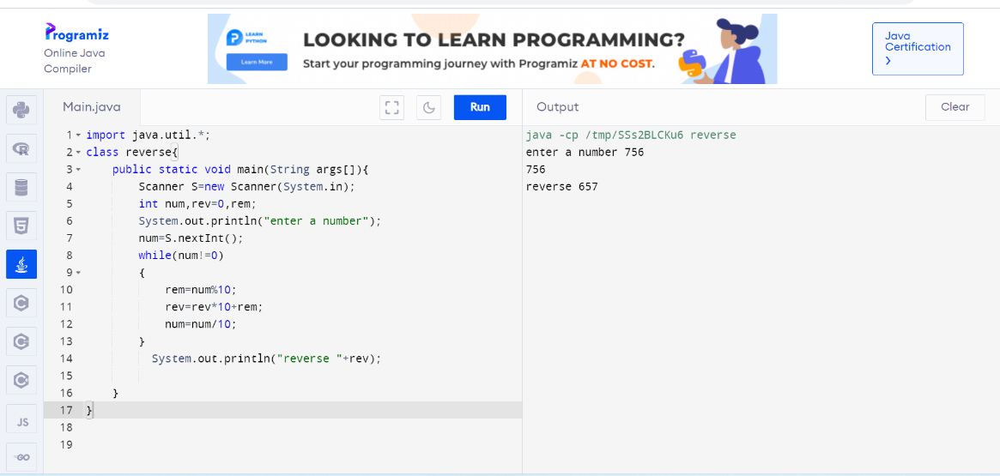 Programiz
Online Java
Compiler
LEARN
PYTHON
Learn More
LOOKING TO LEARN PROGRAMMING?
Start your programming journey with Programiz AT NO COST.
Java
Certification
>
Main.java
Run
Output
Clear
1 import java.util.*;
2 class reverse{
3 public static void main(String args[]){
4 Scanner S=new Scanner(System.in);
5 int num,rev=0,rem;
6 System.out.println("enter a number");
7 num=S.nextInt();
8 while(num!=0)
9 {
10 rem=num%10;
11 rev=rev*10+rem;
12 num=num/10;
13 }
14 System.out.println("reverse "+rev);
15
16 }
17 }
18
19
java -cp /tmp/SSs2BLCKu6 reverse
enter a number 756
756
reverse 657
R
5
C
C
C
JS
GO